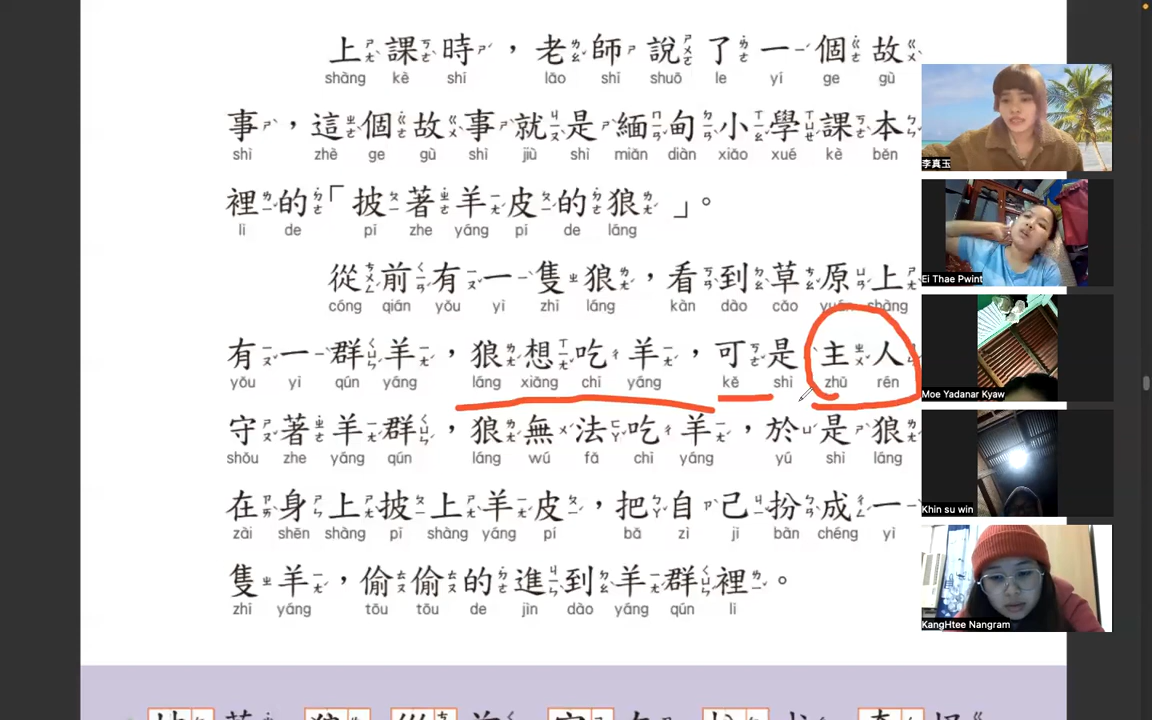 上課時，老師說了一個故
shàng kè shí lǎo shī shuō le yí ge gù
事，這個故事就是緬甸小學課本
shì zhè ge gù shì jiù shì miǎn diàn xiǎo xué kè běn
裡的「披著羊皮的狼」。
lǐ de pī zhe yáng pí de láng
從前有一隻狼，看到草原上
cóng qián yǒu yì zhī láng kàn dào cǎo yuán shàng
有一群羊，狼想吃羊，可是主人
yǒu yì qún yáng láng xiǎng chī yáng kě shì zhǔ rén
守著羊群，狼無法吃羊，於是狼
shǒu zhe yáng qún láng wú fǎ chī yáng yú shì láng
在身上披上羊皮，把自己扮成一
zài shēn shàng pī shàng yáng pí bǎ zì jǐ bàn chéng yì
隻羊，偷偷的進到羊群裡。
zhī yáng tōu tōu de jìn dào yáng qún lǐ
李真玉
Ei Thae Pwint
Moe Yadanar Kyaw
Khin su win
KangHtee Nangram